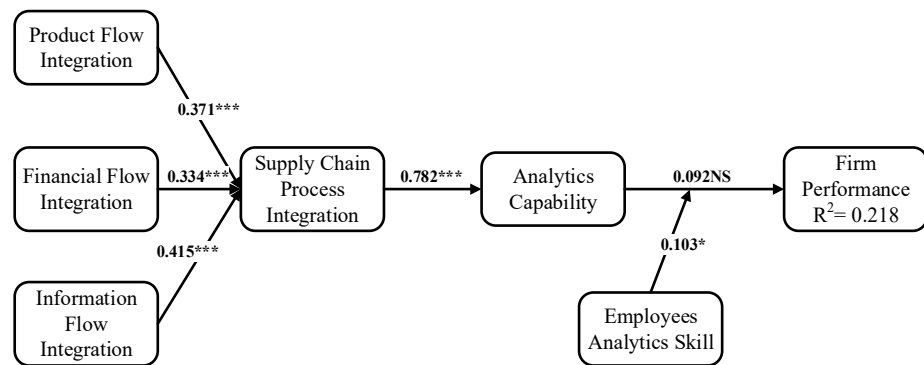 Product Flow
Integration
0.371***
Financial Flow
Integration
0.334***
Supply Chain
Process
Integration
0.782***
Analytics
Capability
0.092NS
Firm
Performance
R²= 0.218
0.415***
0.103*
Information
Flow
Integration
Employees
Analytics Skill